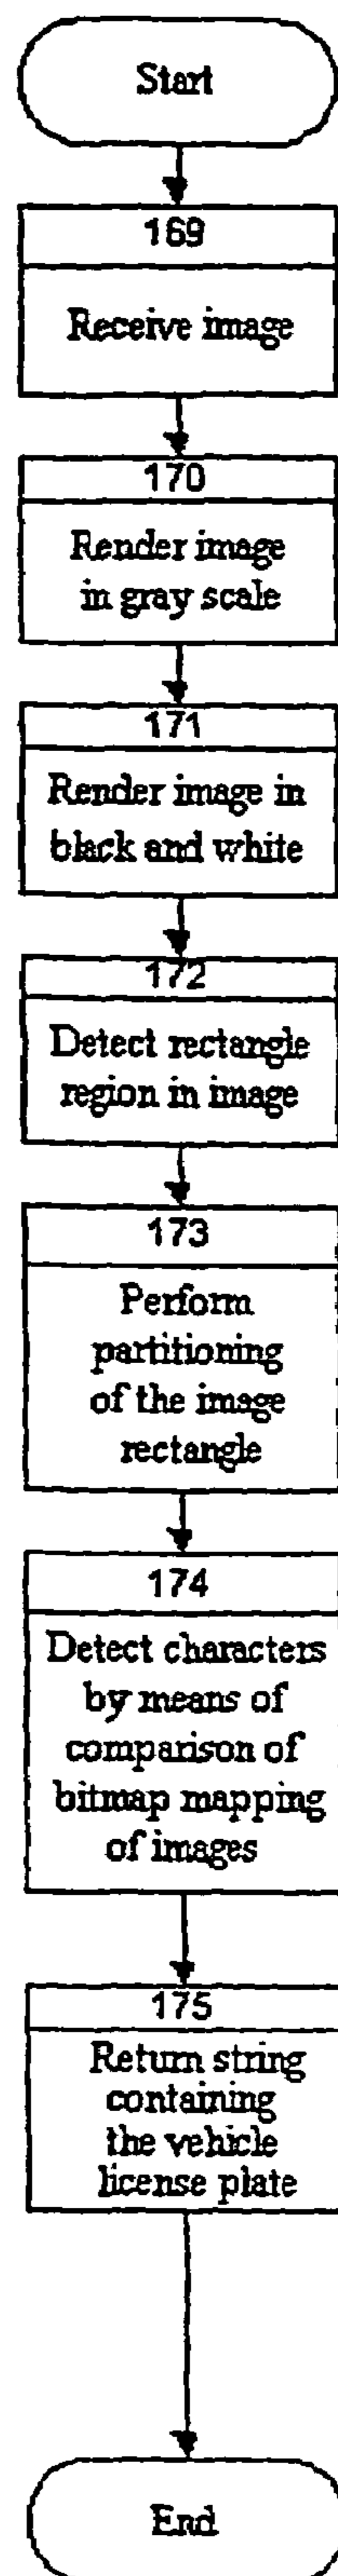 Start
169
Receive image
170
Render image
in gray scale
171
Render image in
black and white
172
Detect rectangle
region in image
173
Perform
partitioning
of the image
rectangle
174
Detect characters
by means of
comparison of
bitmap mapping
of images
175
Return string
containing
the vehicle
license plate
End